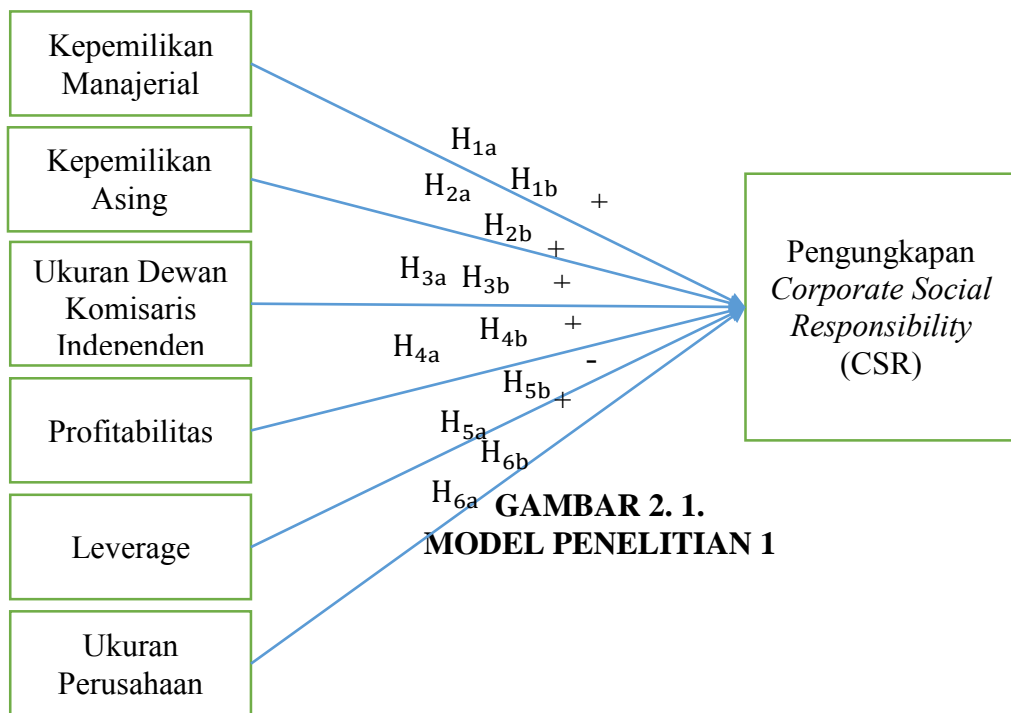 Kepemilikan
Manajerial
Kepemilikan
Asing
Ukuran Dewan
Komisaris
Independen
Profitabilitas
Leverage
Ukuran
Perusahaan
H1a
H1b
+
H2a
H2b
+
H3a
H3b
+
H4a
H4b
+
-
H5b
+
H5a
H6b
H6a
Pengungkapan
Corporate Social
Responsibility
(CSR)
GAMBAR 2. 1.
MODEL PENELITIAN 1